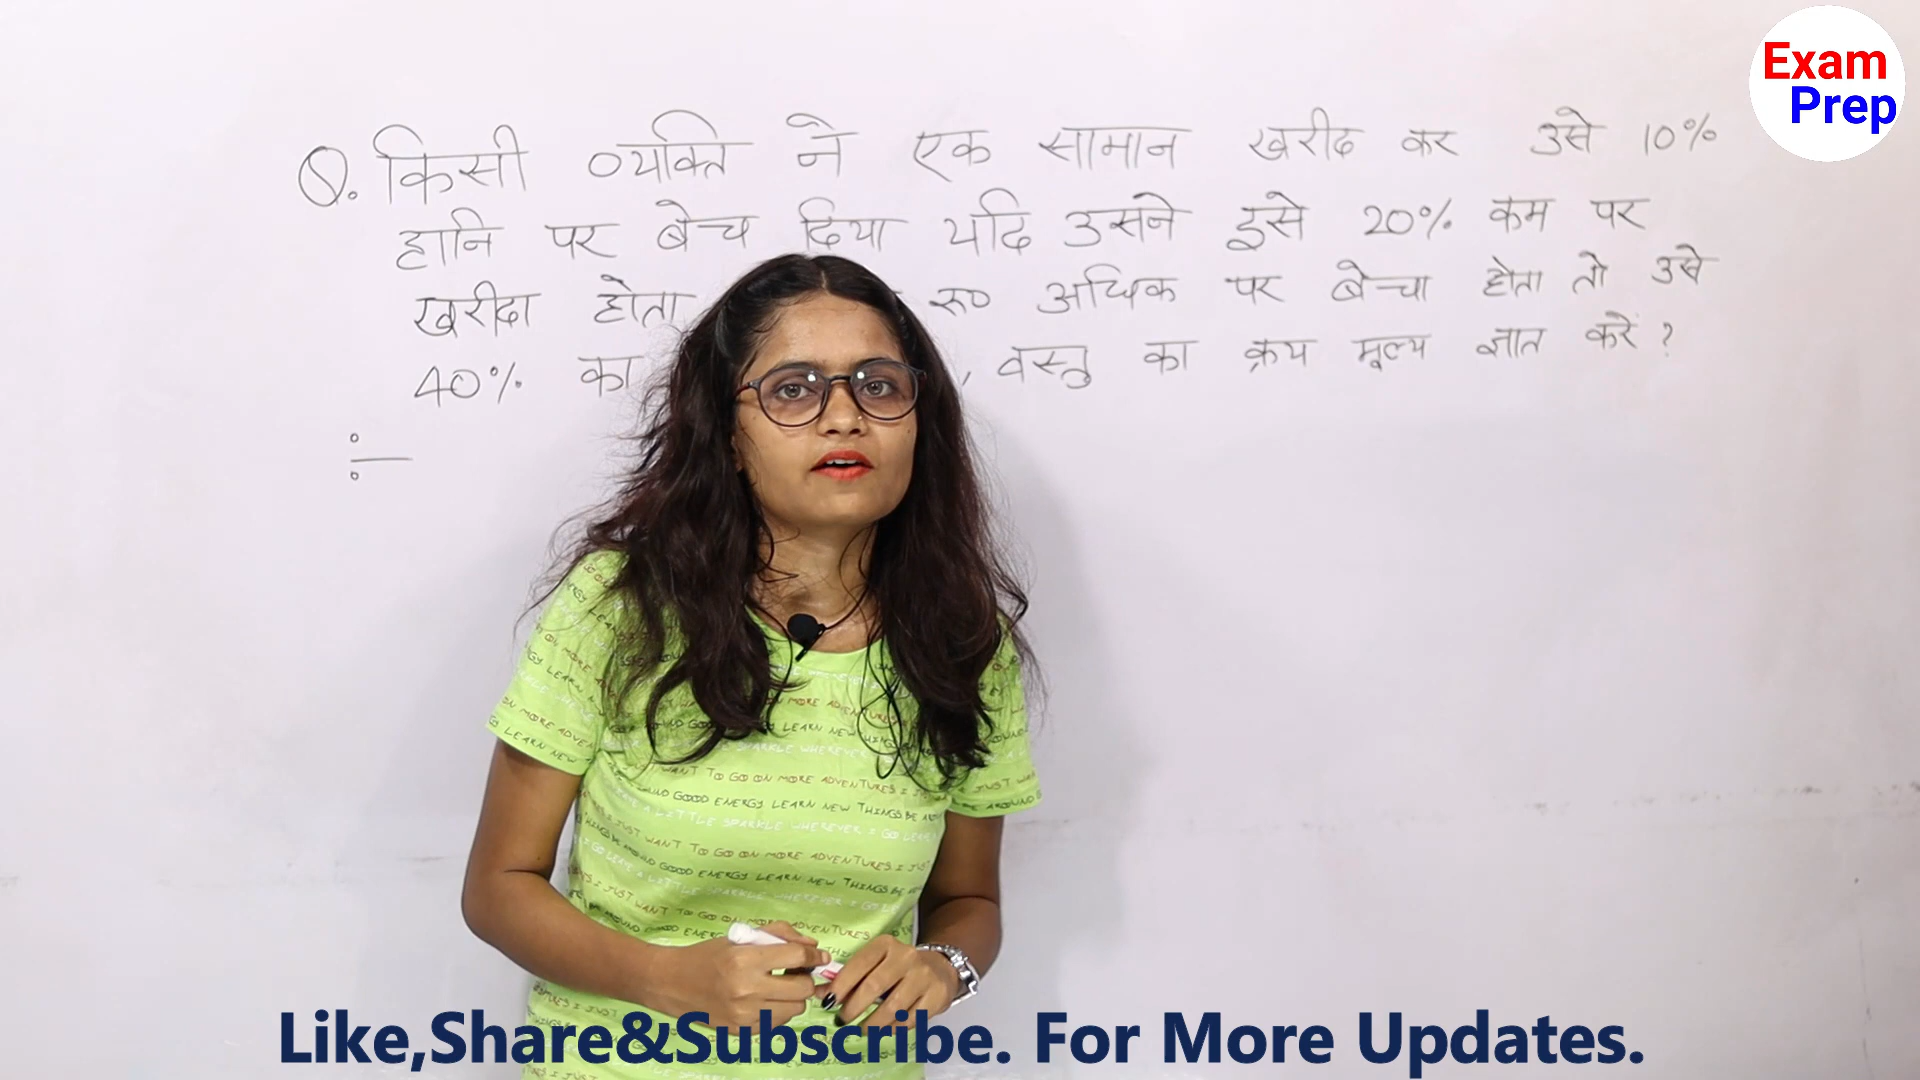 Exam
Prep
Q. किसी व्यक्ति ने एक सामान खरीद कर उसे 10%
हानि पर बेच दिया यदि उसने इसे 20% कम पर
खरीदा होता रू० अधिक पर बेच्चा होता तो उसे
40% का , वस्तु का क्रय मूल्य ज्ञात करें ?
Like,Share&Subscribe. For More Updates.